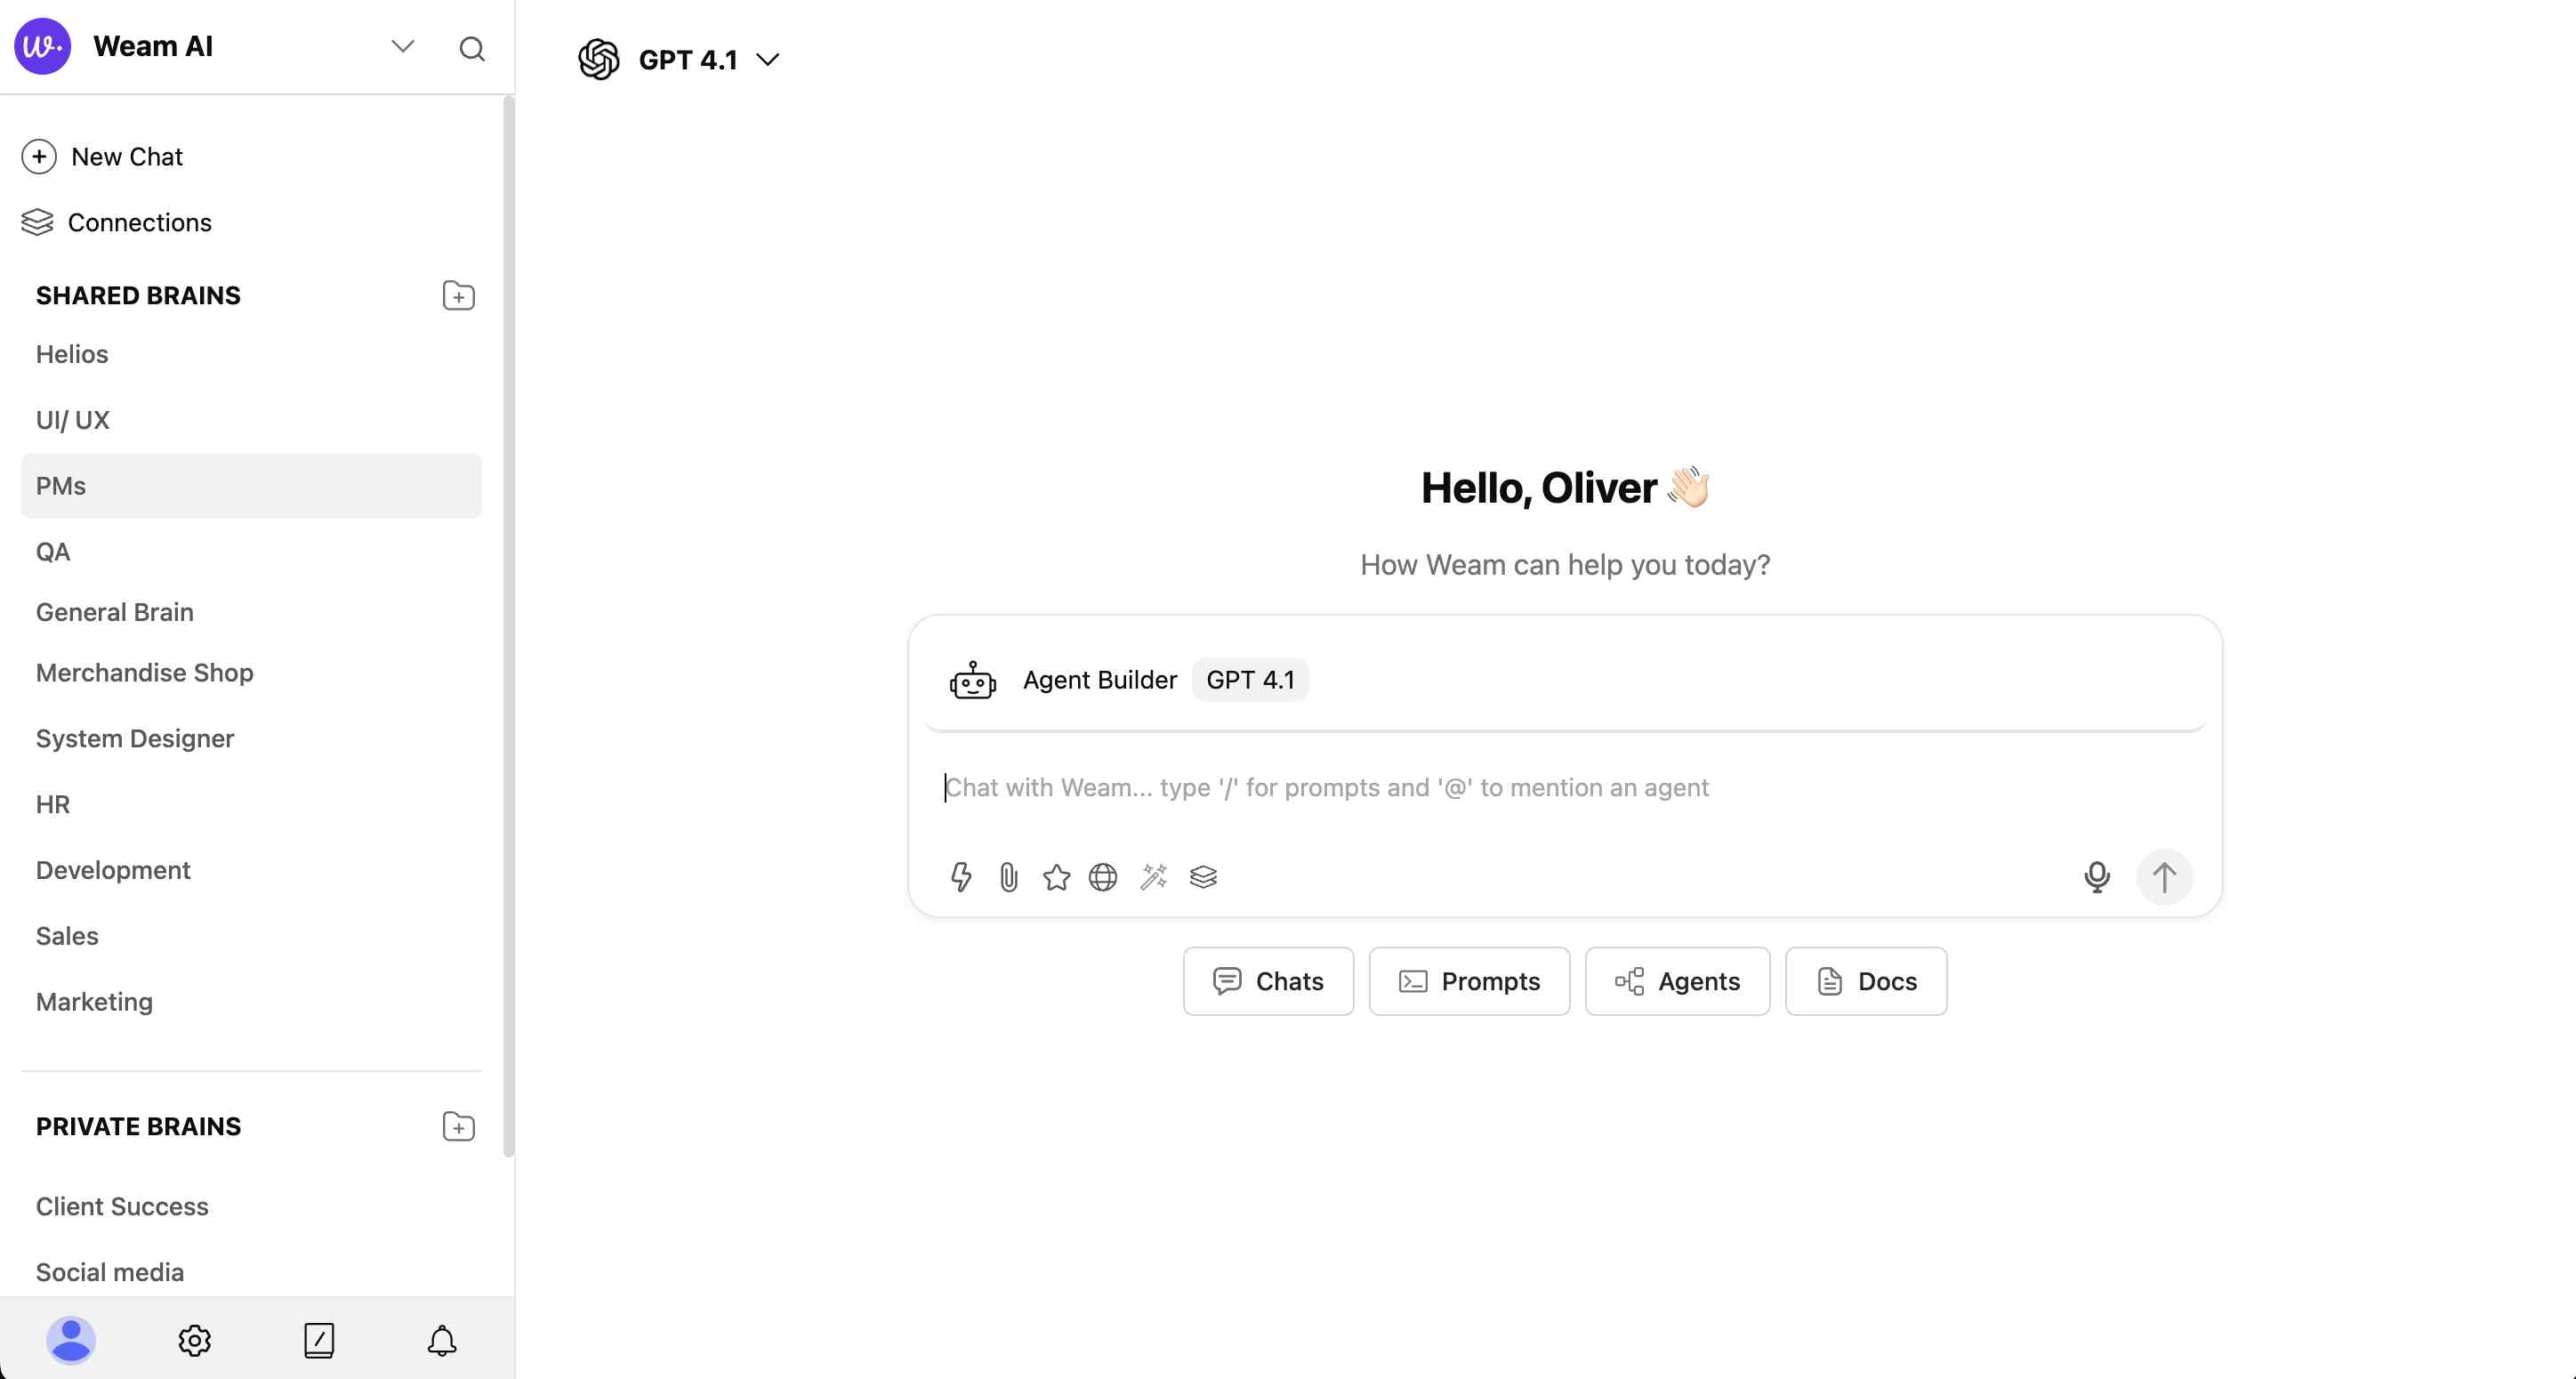 Weam AI
New Chat
Connections
SHARED BRAINS
Helios
UI/ UX
PMs
QA
General Brain
Merchandise Shop
System Designer
HR
Development
Sales
Marketing
PRIVATE BRAINS
Client Success
Social media
GPT 4.1
Hello, Oliver 👋🏻
How Weam can help you today?
Agent Builder GPT 4.1
Chat with Weam... type '/' for prompts and '@' to mention an agent
Chats Prompts Agents Docs